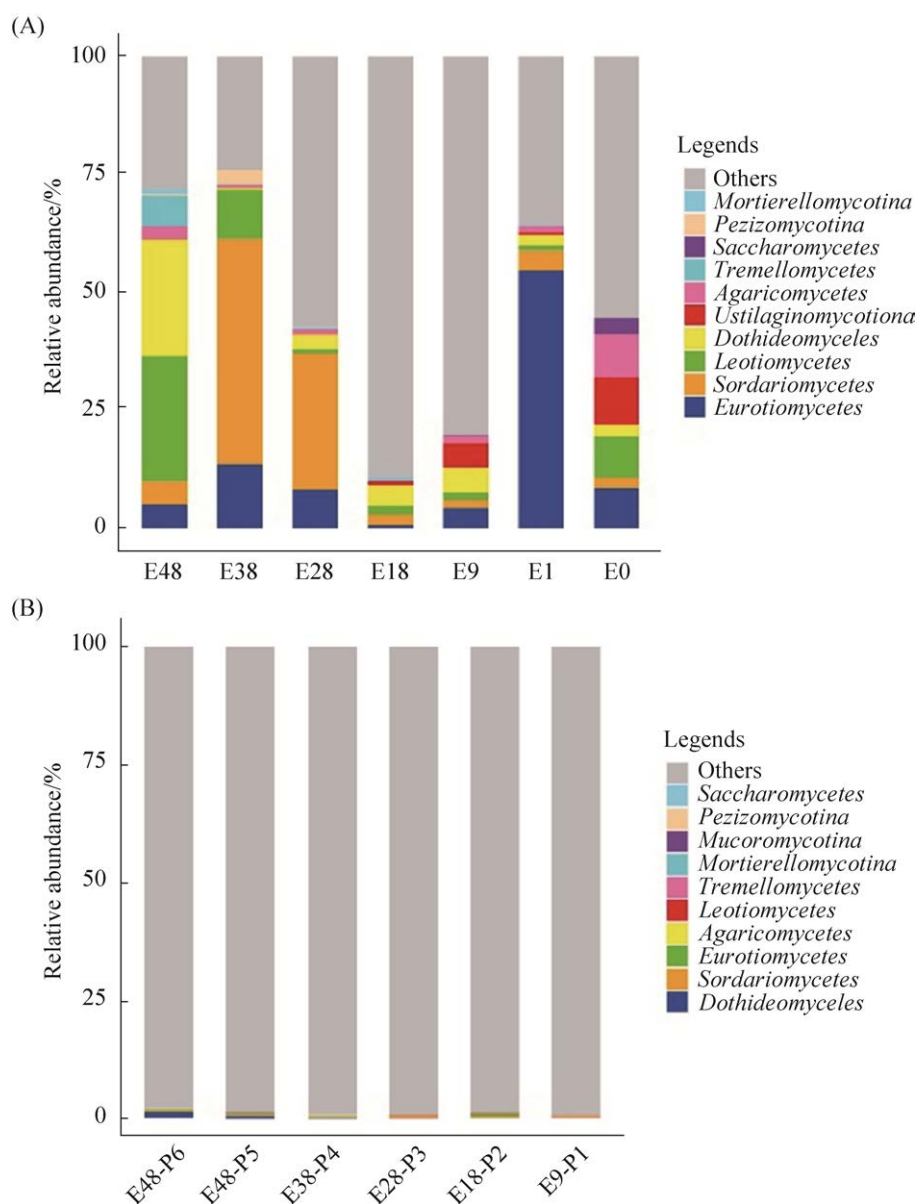 (A)
100
75
50
25
0
Relative abundance/%
E48 E38 E28 E18 E9 E1 E0
Legends
Others
Mortierellomycotina
Pezizomycotina
Saccharomycetes
Tremellomycetes
Agaricomycetes
Ustilaginomycotiona
Dothideomyceles
Leotiomycetes
Sordariomycetes
Eurotiomycetes
(B)
100
75
50
25
0
Relative abundance/%
E48-P6 E48-P5 E38-P4 E28-P3 E18-P2 E9-P1
Legends
Others
Saccharomycetes
Pezizomycotina
Mucoromycotina
Mortierellomycotina
Tremellomycetes
Leotiomycetes
Agaricomycetes
Eurotiomycetes
Sordariomycetes
Dothideomyceles